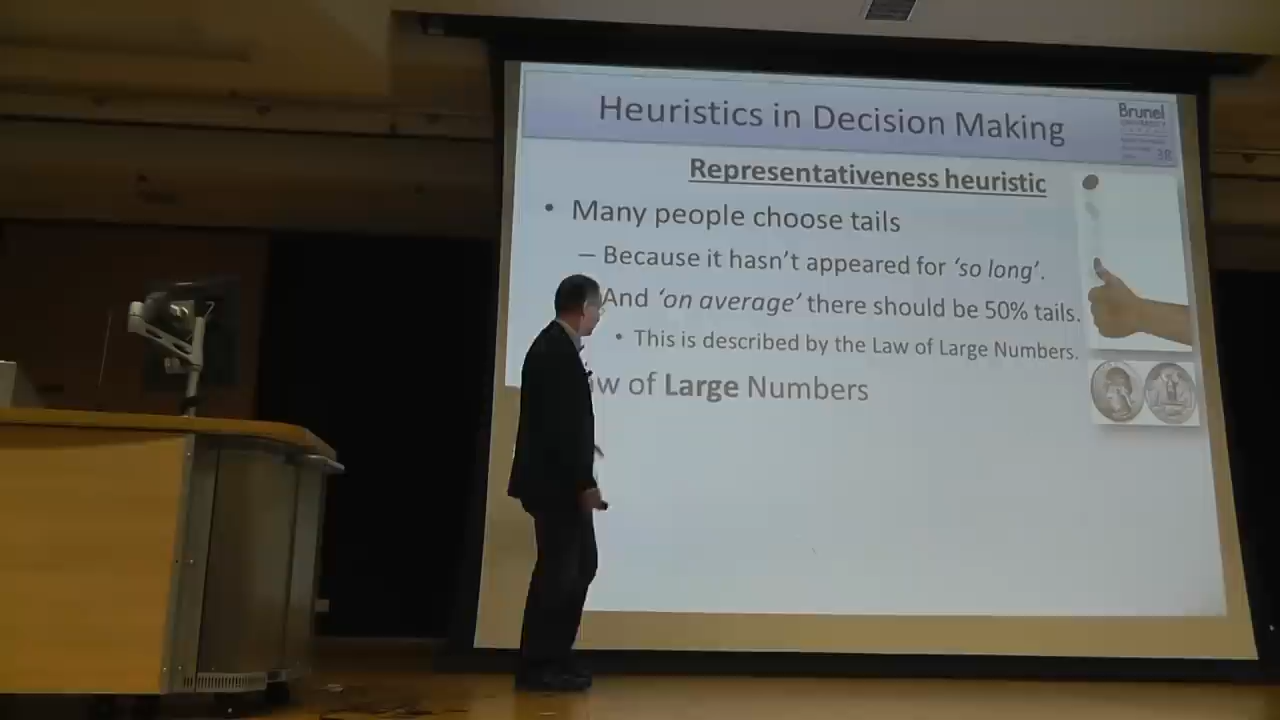 Heuristics in Decision Making
Brunel
UNIVERSITY
38
Representativeness heuristic
• Many people choose tails
– Because it hasn't appeared for 'so long'.
And 'on average' there should be 50% tails.
• This is described by the Law of Large Numbers.
of Large Numbers